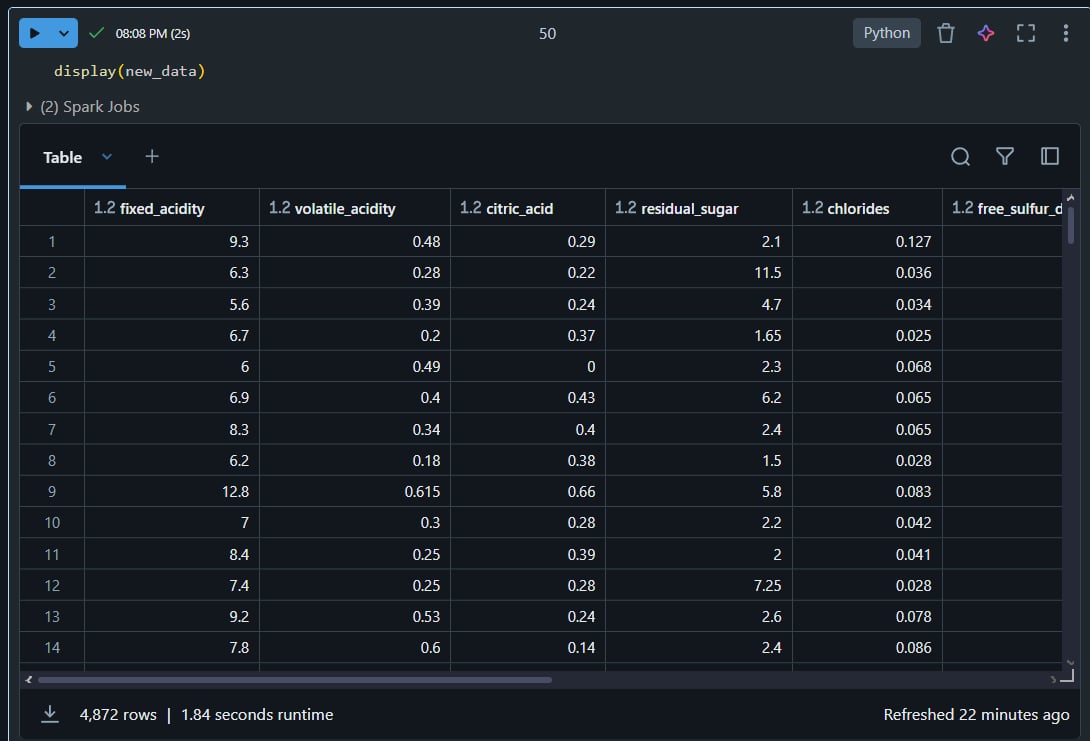 08:08 PM (2s) 50 Python
display(new_data)
(2) Spark Jobs
Table
1.2 fixed_acidity 1.2 volatile_acidity 1.2 citric_acid 1.2 residual_sugar 1.2 chlorides 1.2 free_sulfur_d
1 9.3 0.48 0.29 2.1 0.127
2 6.3 0.28 0.22 11.5 0.036
3 5.6 0.39 0.24 4.7 0.034
4 6.7 0.2 0.37 1.65 0.025
5 6 0.49 0 2.3 0.068
6 6.9 0.4 0.43 6.2 0.065
7 8.3 0.34 0.4 2.4 0.065
8 6.2 0.18 0.38 1.5 0.028
9 12.8 0.615 0.66 5.8 0.083
10 7 0.3 0.28 2.2 0.042
11 8.4 0.25 0.39 2 0.041
12 7.4 0.25 0.28 7.25 0.028
13 9.2 0.53 0.24 2.6 0.078
14 7.8 0.6 0.14 2.4 0.086
4,872 rows | 1.84 seconds runtime Refreshed 22 minutes ago